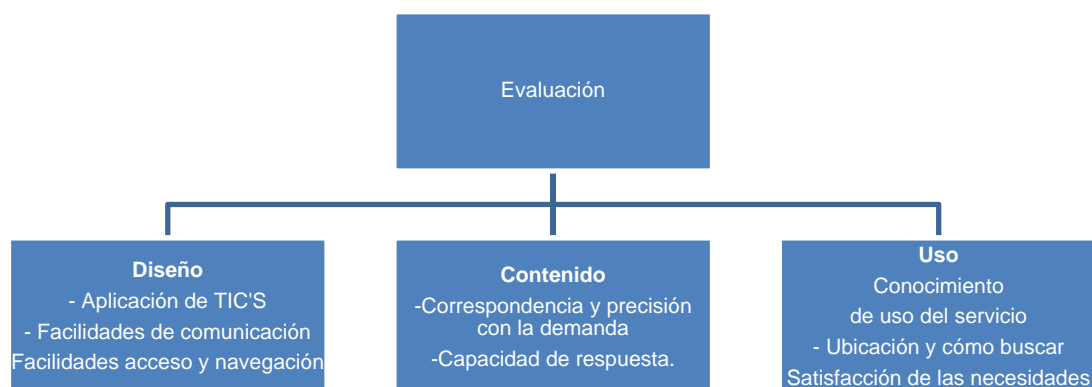 Evaluación
Diseño
- Aplicación de TIC'S
- Facilidades de comunicación
Facilidades acceso y navegación
Contenido
-Correspondencia y precisión
con la demanda
-Capacidad de respuesta.
Uso
Conocimiento
de uso del servicio
- Ubicación y cómo buscar
Satisfacción de las necesidades